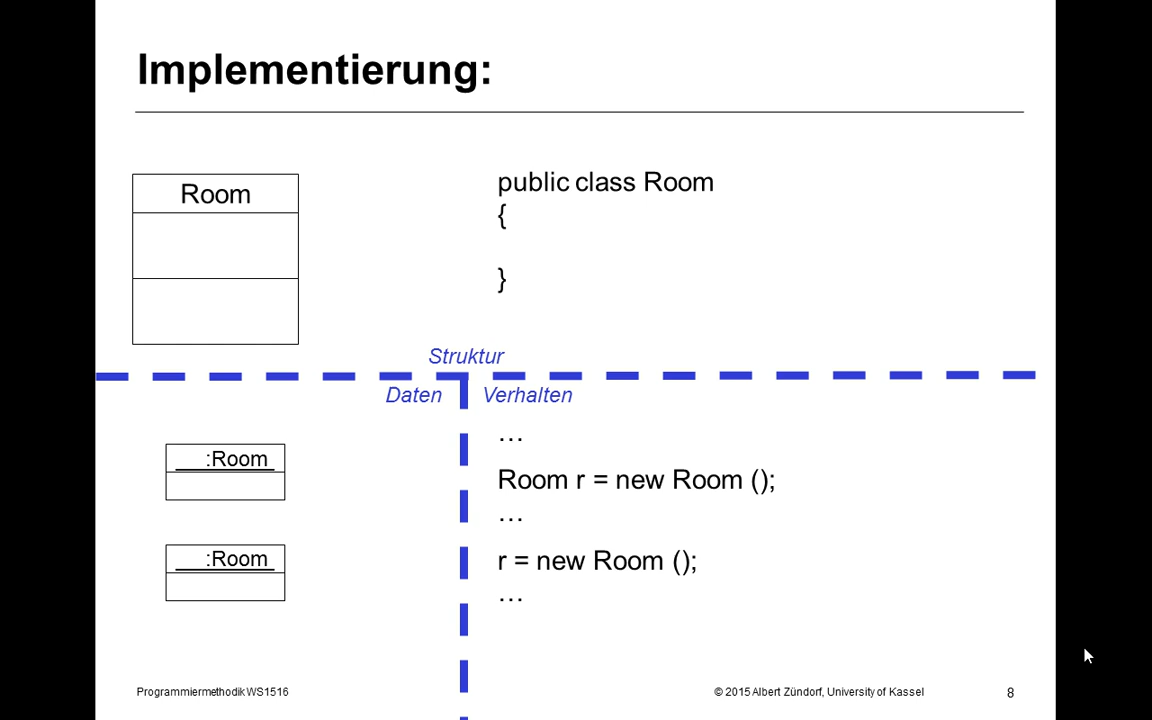 Implementierung:
Room
public class Room
{
}
Struktur
Daten
Verhalten
:Room
:Room
…
Room r = new Room ();
…
r = new Room ();
…
Programmiermethodik WS1516
© 2015 Albert Zündorf, University of Kassel
8